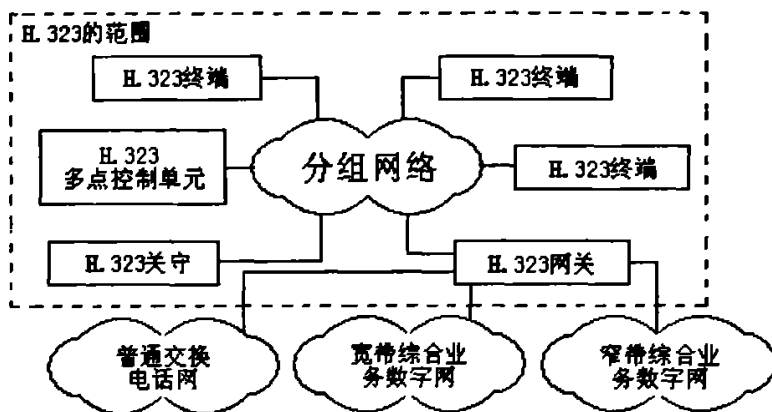 H.323的范围
H.323终端
H.323终端
H.323
多点控制单元
分组网络
H.323终端
H.323关守
H.323网关
普通交换
电话网
宽带综合业
务数字网
窄带综合业
务数字网